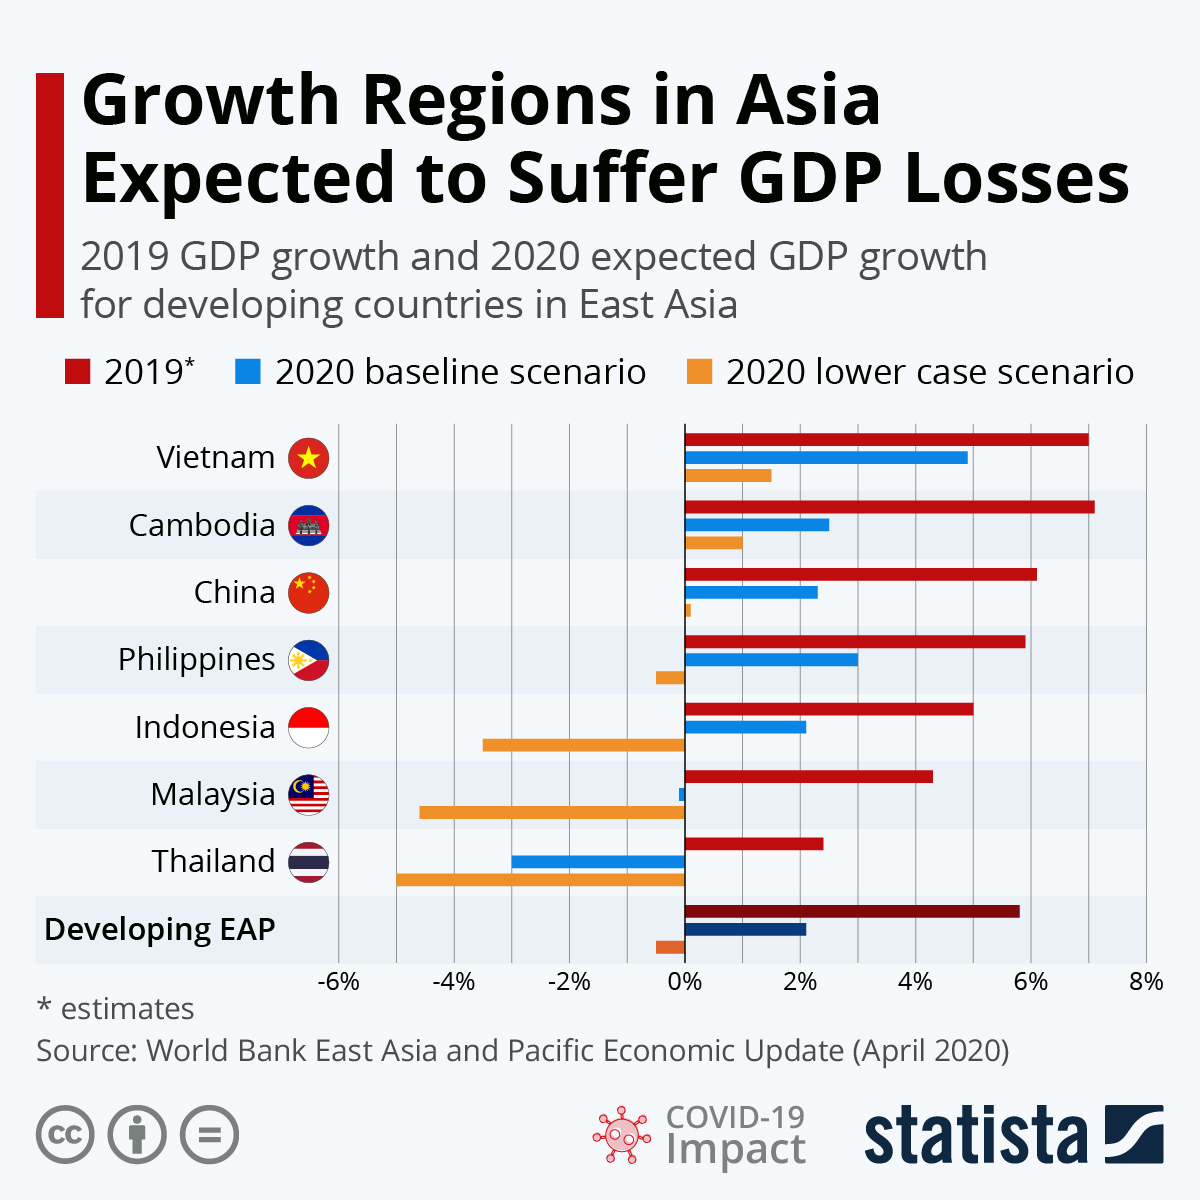 Growth Regions in Asia
Expected to Suffer GDP Losses
2019 GDP growth and 2020 expected GDP growth
for developing countries in East Asia
2019* 2020 baseline scenario 2020 lower case scenario
Vietnam
Cambodia
China
Philippines
Indonesia
Malaysia
Thailand
Developing EAP
-6% -4% -2% 0% 2% 4% 6% 8%
* estimates
Source: World Bank East Asia and Pacific Economic Update (April 2020)
cc
COVID-19
Impact
statista